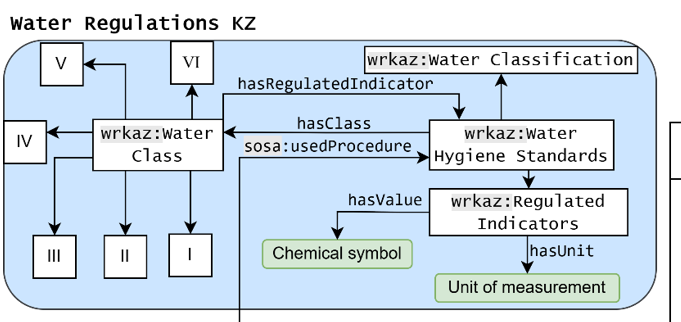 Water Regulations KZ
V
VI
wrkaz:Water Classification
hasRegulatedIndicator
IV
wrkaz:Water
Class
hasClass
sosa:usedProcedure
wrkaz:Water
Hygiene Standards
hasValue
wrkaz:Regulated
Indicators
III
II
I
Chemical symbol
hasUnit
Unit of measurement